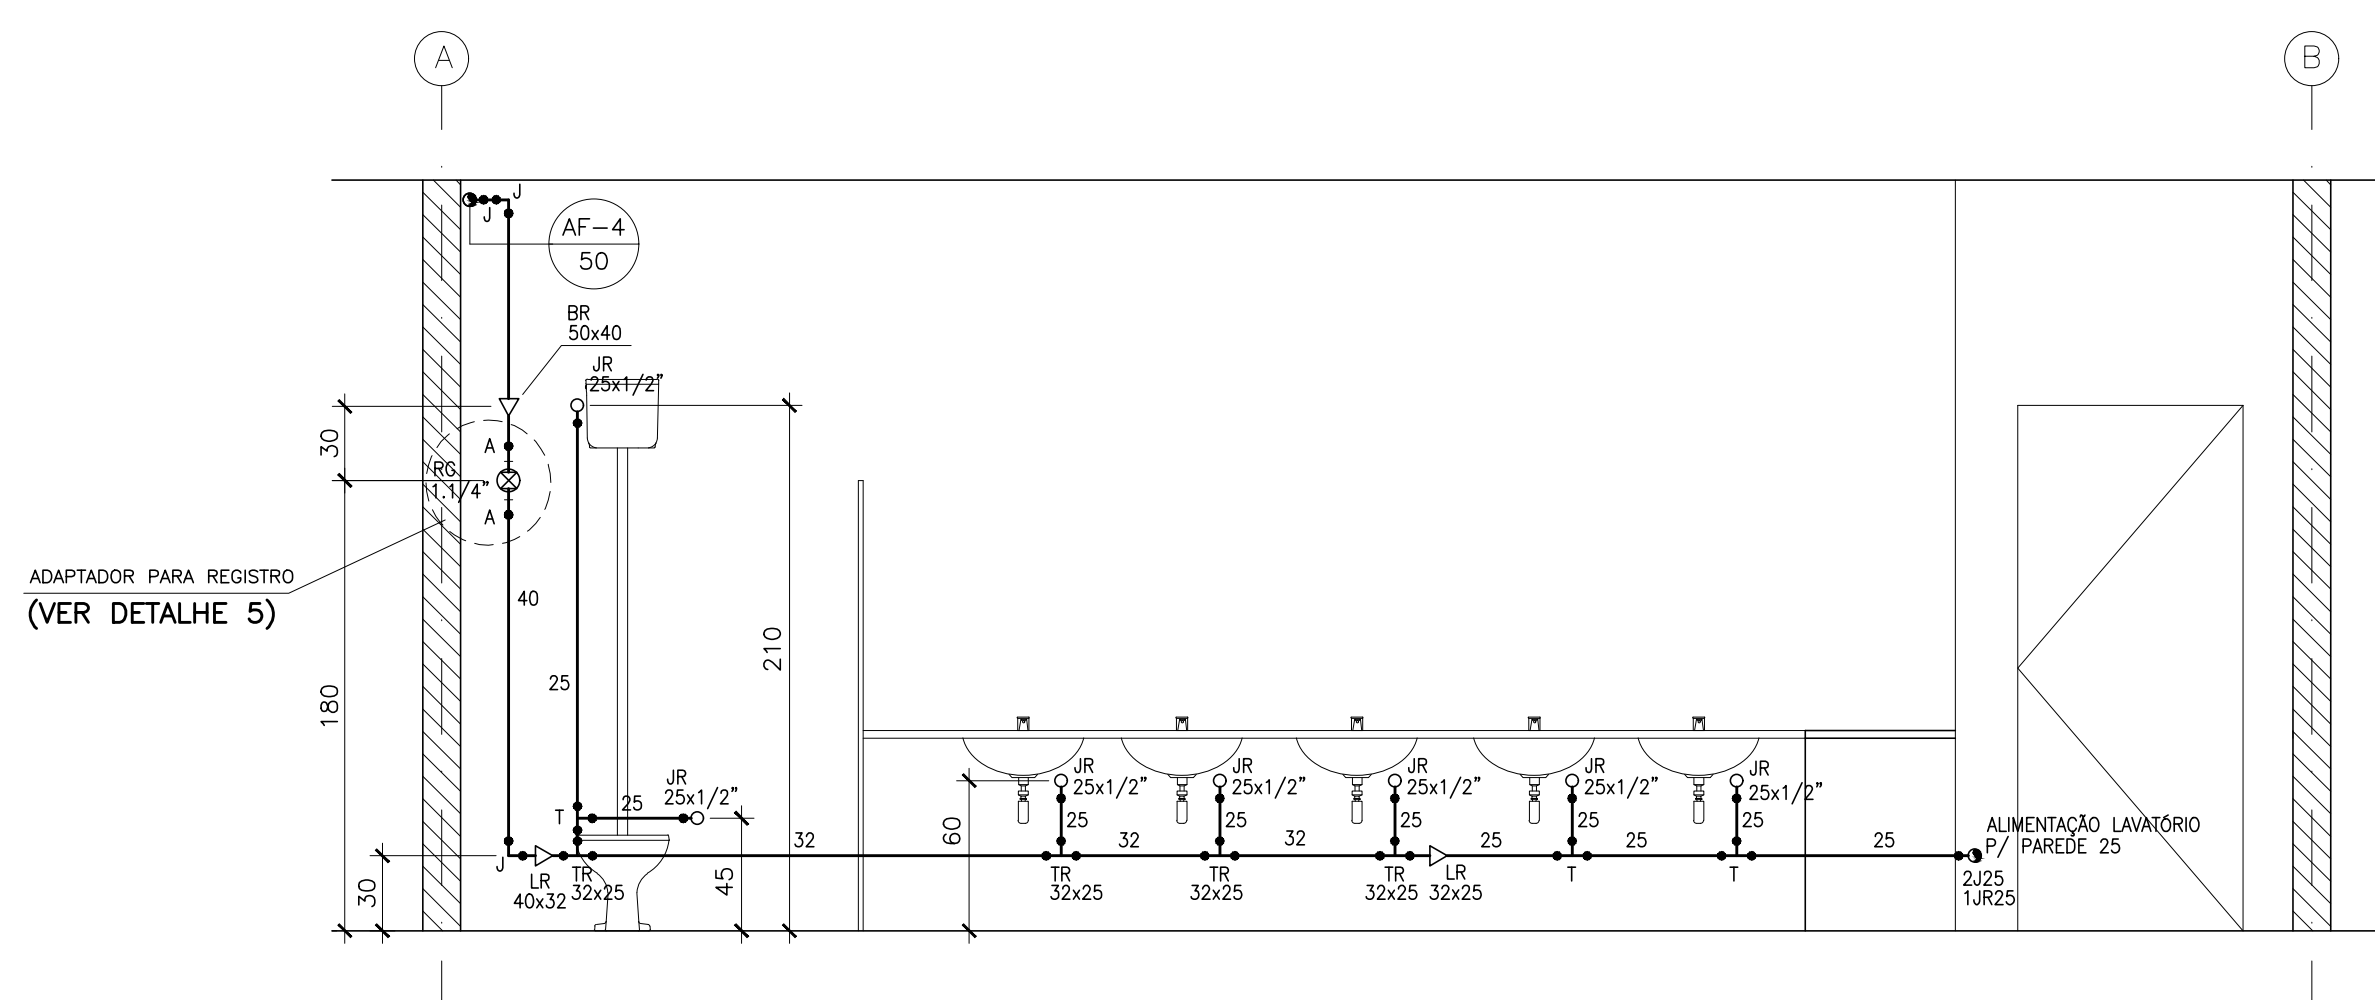 A
B
J
J
AF-4
50
BR
50x40
JR
25x1/2"
30
A
RG
1.1/4"
A
ADAPTADOR PARA REGISTRO
(VER DETALHE 5)
40
210
25
180
JR
25x1/2"
25
T
JR
25x1/2"
JR
25x1/2"
JR
25x1/2"
JR
25x1/2"
JR
25x1/2"
60
25
25
25
25
25
32
32
32
25
25
25
ALIMENTAÇÃO LAVATÓRIO
P/ PAREDE 25
J
30
LR
40x32
TR
32x25
45
TR
32x25
TR
32x25
TR
32x25
LR
32x25
T
T
2J25
1JR25